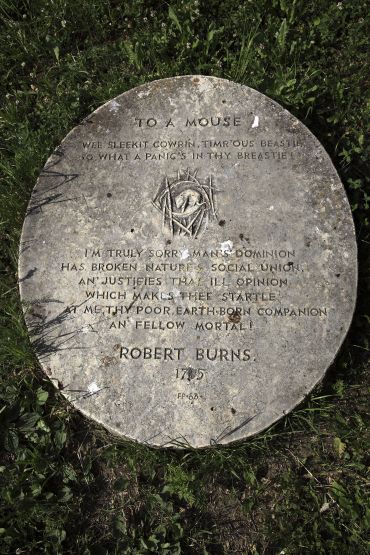 'TO A MOUSE'
WEE SLEEKIT COWRIN, TIM'ROUS BEASTIE,
O, WHAT A PANIC'S IN THY BREASTIE!
I'M TRULY SORRY MAN'S DOMINION
HAS BROKEN NATURE'S SOCIAL UNION,
AN' JUSTIFIES THAT ILL OPINION
WHICH MAKES THEE STARTLE
AT ME, THY POOR, EARTH-BORN COMPANION
AN' FELLOW MORTAL!
ROBERT BURNS.